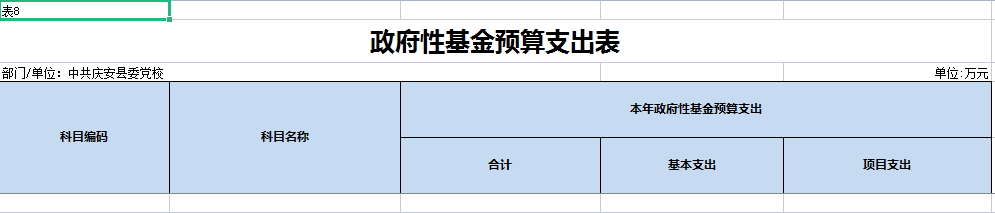 表8
政府性基金预算支出表
部门/单位：中共庆安县委党校 单位:万元
科目编码 科目名称 本年政府性基金预算支出
合计 基本支出 项目支出